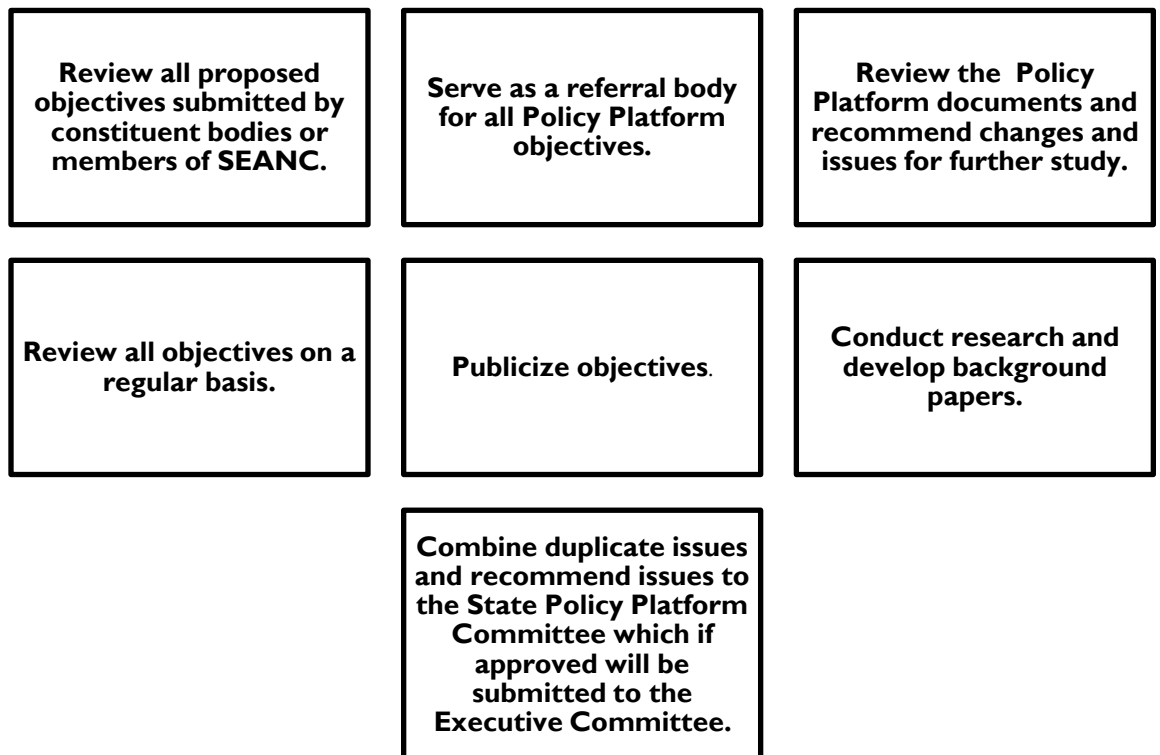 Review all proposed
objectives submitted by
constituent bodies or
members of SEANC.
Serve as a referral body
for all Policy Platform
objectives.
Review the  Policy
Platform documents and
recommend changes and
issues for further study.
Review all objectives on a
regular basis.
Publicize objectives.
Conduct research and
develop background
papers.
Combine duplicate issues
and recommend issues to
the State Policy Platform
Committee which if
approved will be
submitted to the
Executive Committee.